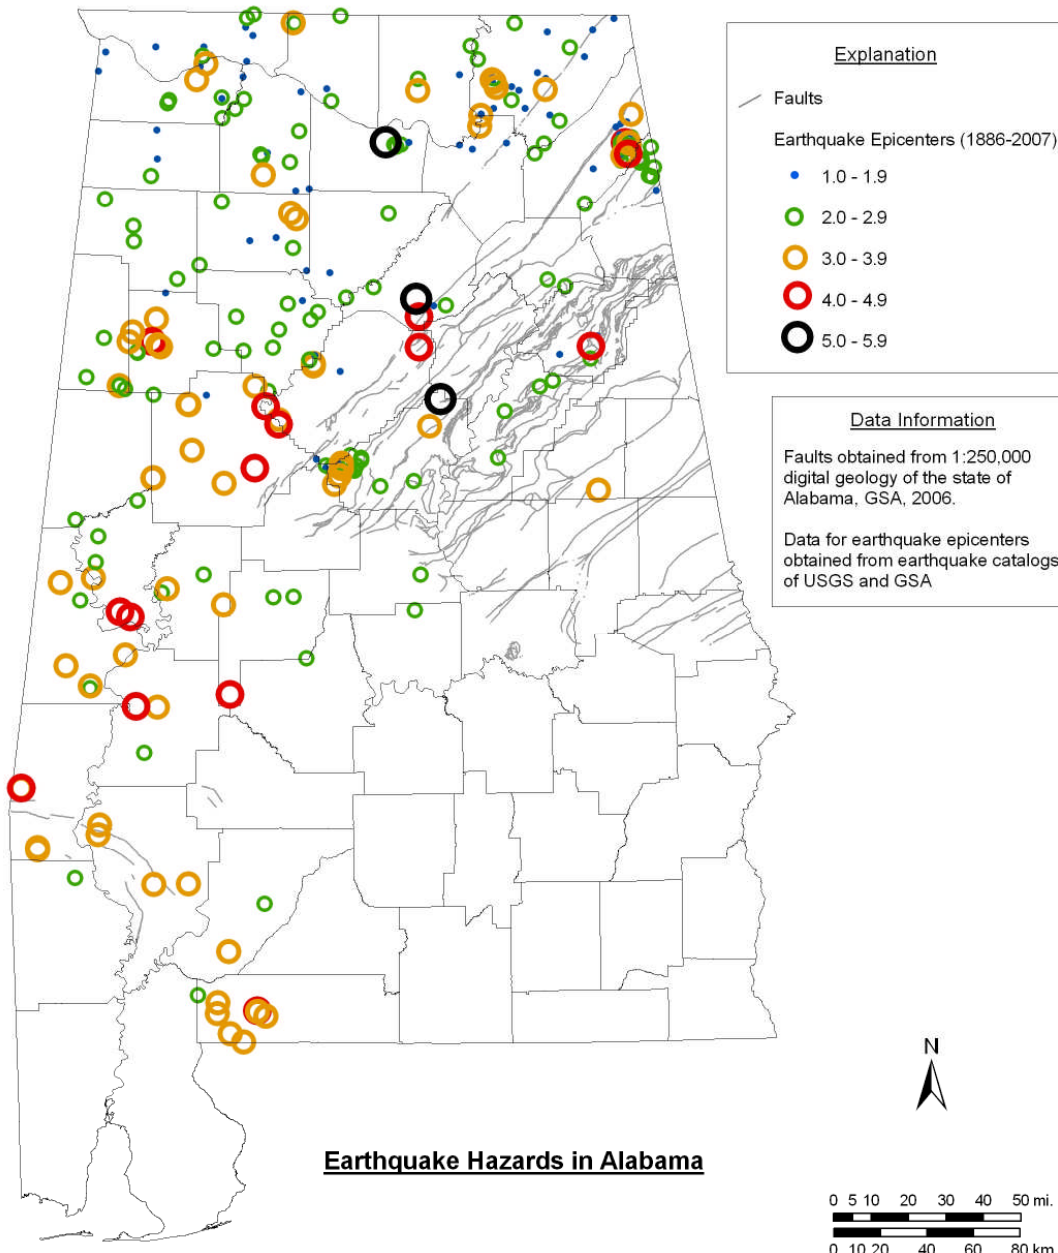 Explanation
Faults
Earthquake Epicenters (1886-2007)
1.0 - 1.9
2.0 - 2.9
3.0 - 3.9
4.0 - 4.9
5.0 - 5.9
Data Information
Faults obtained from 1:250,000
digital geology of the state of
Alabama, GSA, 2006.
Data for earthquake epicenters
obtained from earthquake catalogs
of USGS and GSA
N
Earthquake Hazards in Alabama
0 5 10 20 30 40 50 mi.
0 10 20 40 60 80 km